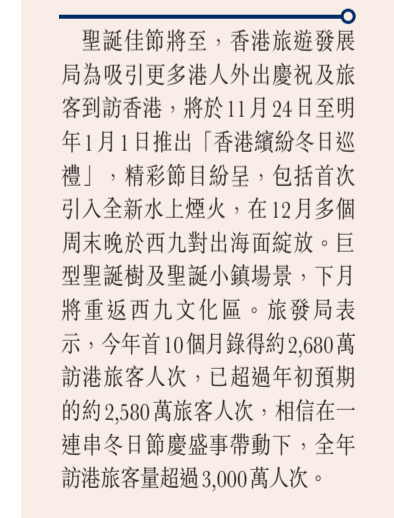 聖誕佳節將至，香港旅遊發展
局為吸引更多港人外出慶祝及旅
客到訪香港，將於11月24日至明
年1月1日推出「香港繽紛冬日巡
禮」，精彩節目紛呈，包括首次
引入全新水上煙火，在12月多個
周末晚於西九對出海面綻放。巨
型聖誕樹及聖誕小鎮場景，下月
將重返西九文化區。旅發局表
示，今年首10個月錄得約2,680萬
訪港旅客人次，已超過年初預期
的約2,580萬旅客人次，相信在一
連串冬日節慶盛事帶動下，全年
訪港旅客量超過3,000萬人次。